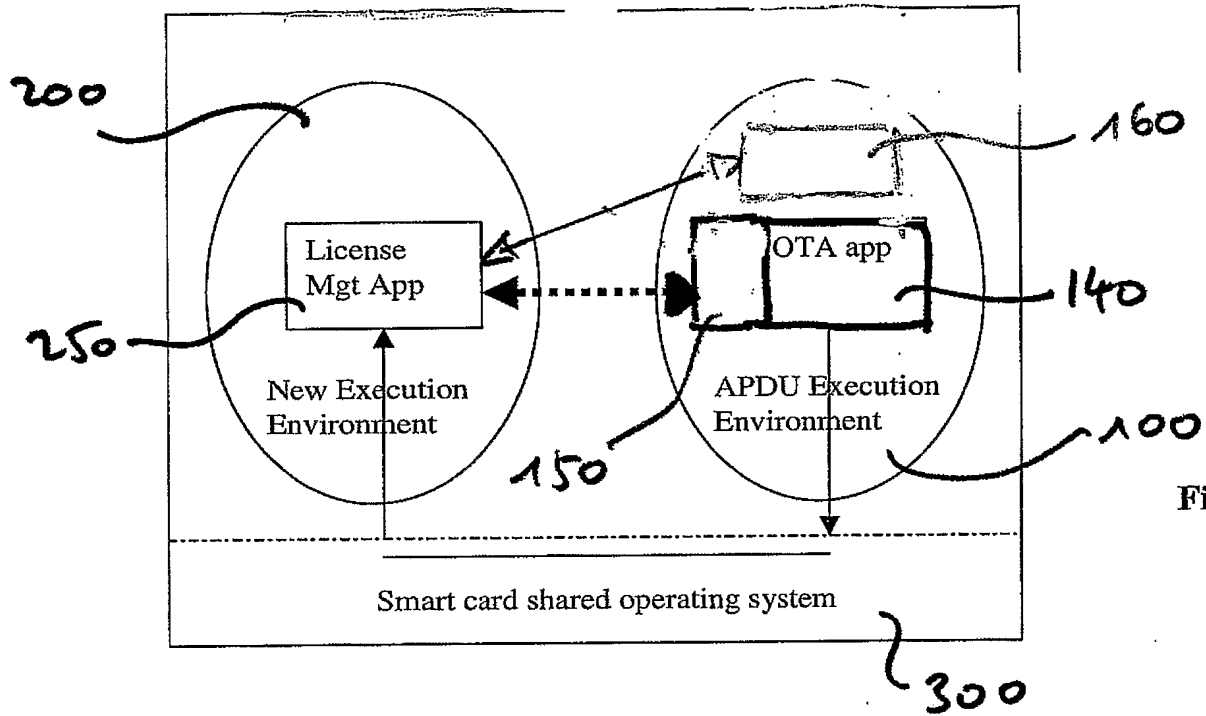 200
160
License
Mgt App
OTA app
140
250
New Execution
Environment
APDU Execution
Environment
150
100
Fi
Smart card shared operating system
300